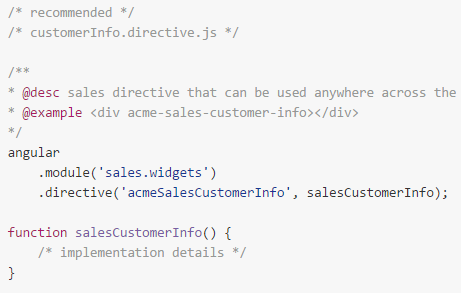 /* recommended */
/* customerInfo.directive.js */
/**
* @desc sales directive that can be used anywhere across the
* @example <div acme-sales-customer-info></div>
*/
angular
.module('sales.widgets')
.directive('acmeSalesCustomerInfo', salesCustomerInfo);
function salesCustomerInfo() {
/* implementation details */
}